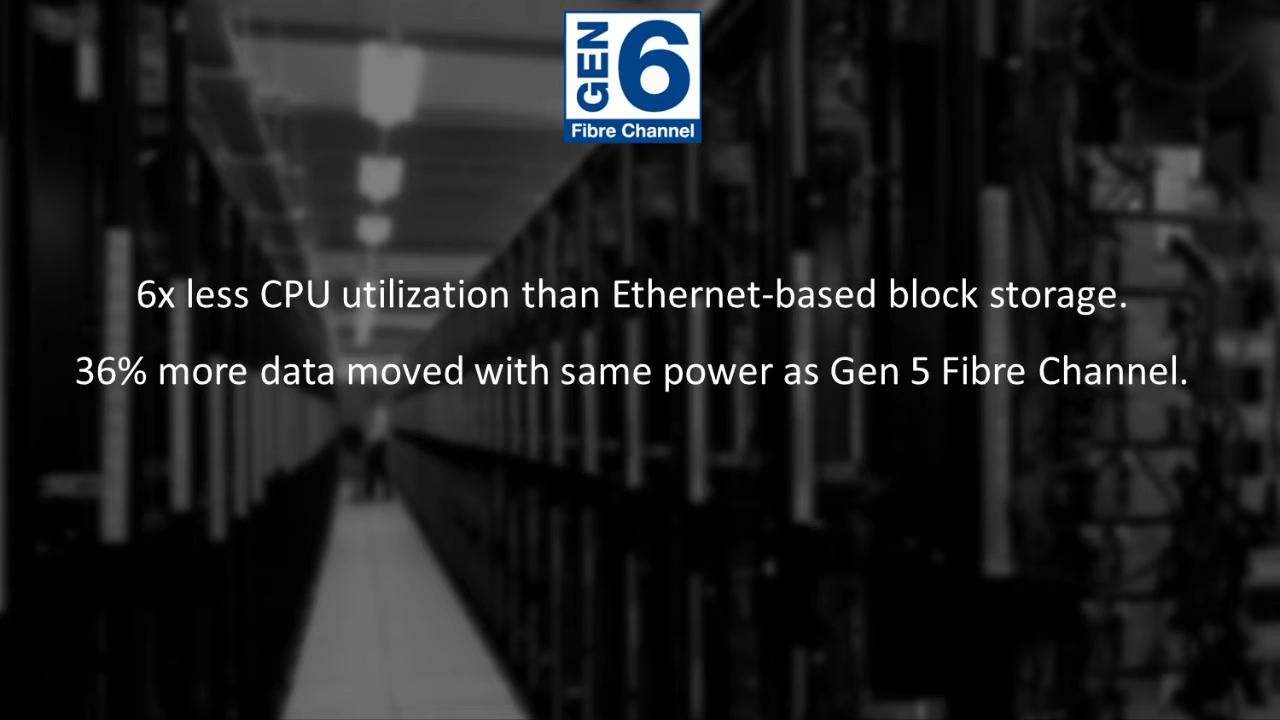 GEN 6
Fibre Channel
6x less CPU utilization than Ethernet-based block storage.
36% more data moved with same power as Gen 5 Fibre Channel.